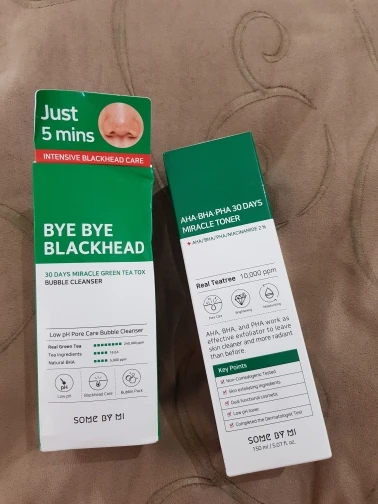 Just
5 mins
INTENSIVE BLACKHEAD CARE
BYE BYE
BLACKHEAD
30 DAYS MIRACLE GREEN TEA TOX
BUBBLE CLEANSER
Low pH Pore Care Bubble Cleanser
Real Green Tea
Tea Ingredients
Natural BHA
Low pH
Blackhead Care
Bubble Pack
SOME BY MI
AHA·BHA·PHA 30 DAYS
MIRACLE TONER
+ AHA/BHA/PHA/NIACINAMIDE 2%
Real Teatree 10,000 ppm
Brightening
AHA, BHA, and PHA work as
effective exfoliator to leave
skin cleaner and more radiant
than before.
Key Points
Non-Comedogenic Tested
Skin exfoliating ingredients
Dual functional cosmetic
Low pH toner
Completed the Dermatologist Test
SOME BY MI
150 ml / 5.07 fl. oz.